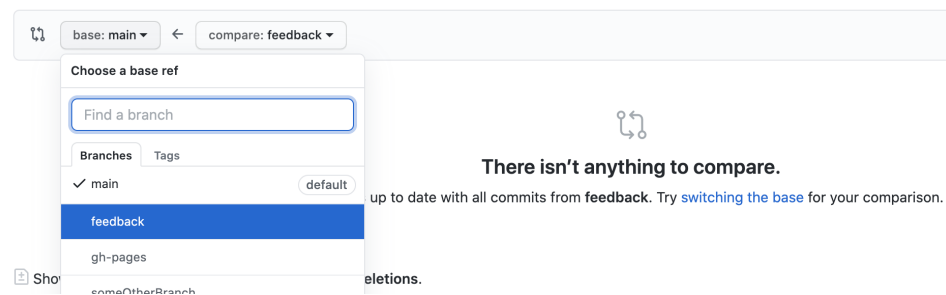 base: main
compare: feedback
Choose a base ref
Find a branch
Branches Tags
There isn't anything to compare.
main default
up to date with all commits from feedback. Try switching the base for your comparison.
feedback
gh-pages
Sho eletions.
someOtherBranch